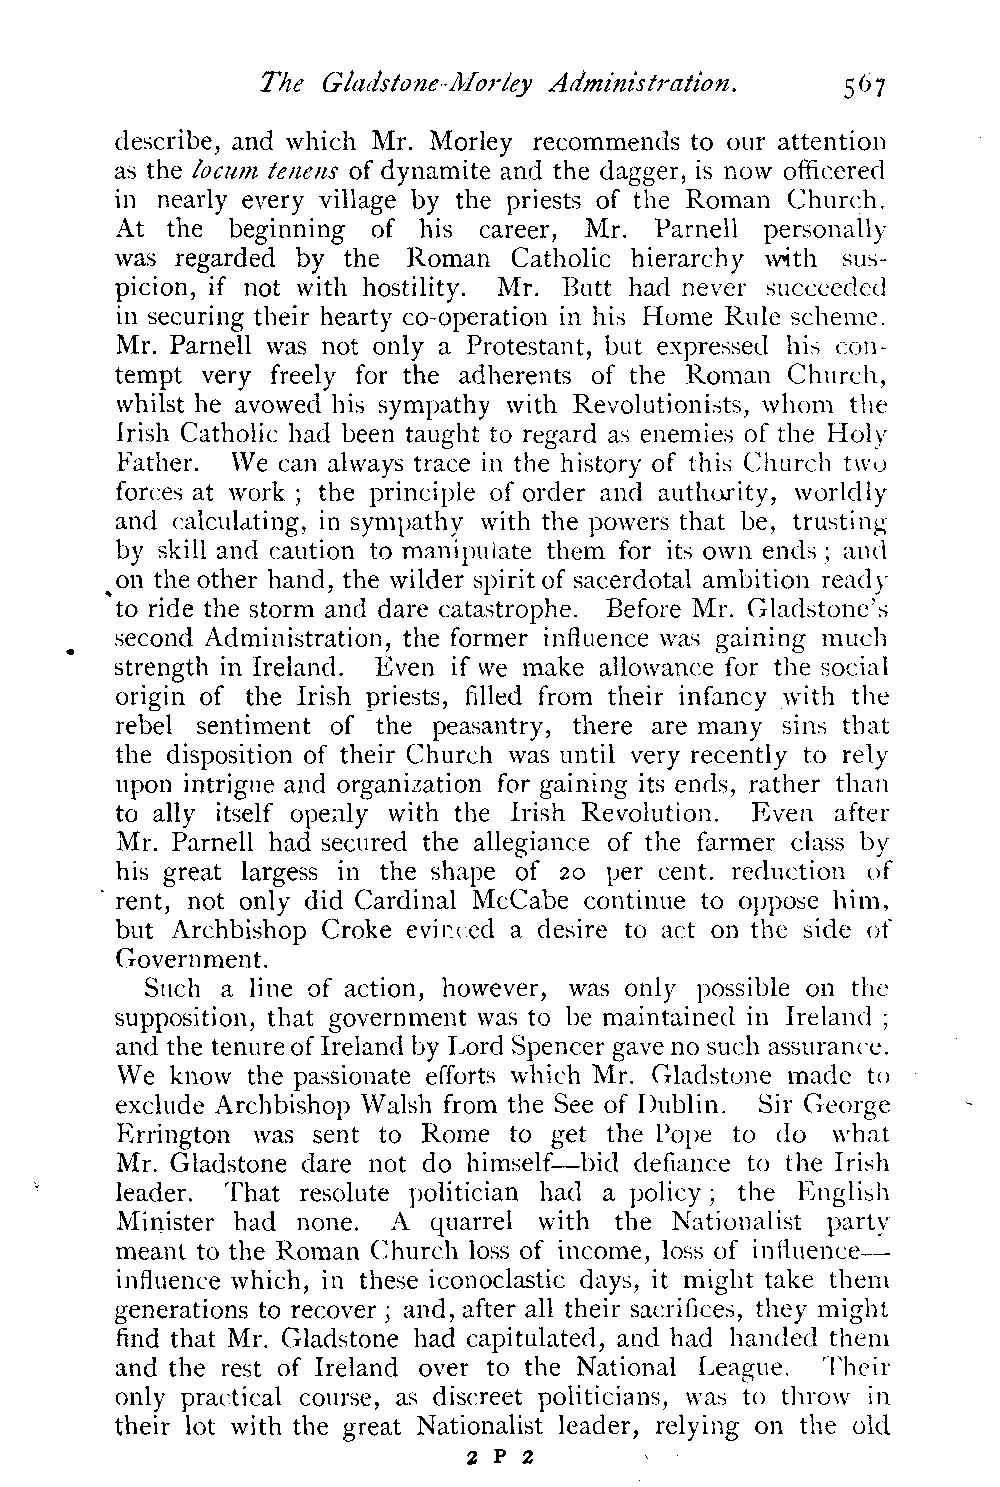 The Gladstone-Morley Administration. 567
describe, and which Mr. Morley recommends to our attention
as the locum tenens of dynamite and the dagger, is now officered
in nearly every village by the priests of the Roman Church.
At the beginning of his career, Mr. Parnell personally
was regarded by the Roman Catholic hierarchy with sus-
picion, if not with hostility. Mr. Butt had never succeeded
in securing their hearty co-operation in his Home Rule scheme.
Mr. Parnell was not only a Protestant, but expressed his con-
tempt very freely for the adherents of the Roman Church,
whilst he avowed his sympathy with Revolutionists, whom the
Irish Catholic had been taught to regard as enemies of the Holy
Father. We can always trace in the history of this Church two
forces at work ; the principle of order and authority, worldly
and calculating, in sympathy with the powers that be, trusting
by skill and caution to manipulate them for its own ends ; and
on the other hand, the wilder spirit of sacerdotal ambition ready
to ride the storm and dare catastrophe. Before Mr. Gladstone's
second Administration, the former influence was gaining much
strength in Ireland. Even if we make allowance for the social
origin of the Irish priests, filled from their infancy with the
rebel sentiment of the peasantry, there are many sins that
the disposition of their Church was until very recently to rely
upon intrigue and organization for gaining its ends, rather than
to ally itself openly with the Irish Revolution. Even after
Mr. Parnell had secured the allegiance of the farmer class by
his great largess in the shape of 20 per cent. reduction of
rent, not only did Cardinal McCabe continue to oppose him,
but Archbishop Croke evinced a desire to act on the side of
Government.
Such a line of action, however, was only possible on the
supposition, that government was to be maintained in Ireland ;
and the tenure of Ireland by Lord Spencer gave no such assurance.
We know the passionate efforts which Mr. Gladstone made to
exclude Archbishop Walsh from the See of Dublin. Sir George
Errington was sent to Rome to get the Pope to do what
Mr. Gladstone dare not do himself—bid defiance to the Irish
leader. That resolute politician had a policy ; the English
Minister had none. A quarrel with the Nationalist party
meant to the Roman Church loss of income, loss of influence—
influence which, in these iconoclastic days, it might take them
generations to recover ; and, after all their sacrifices, they might
find that Mr. Gladstone had capitulated, and had handed them
and the rest of Ireland over to the National League. Their
only practical course, as discreet politicians, was to throw in
their lot with the great Nationalist leader, relying on the old
2 P 2